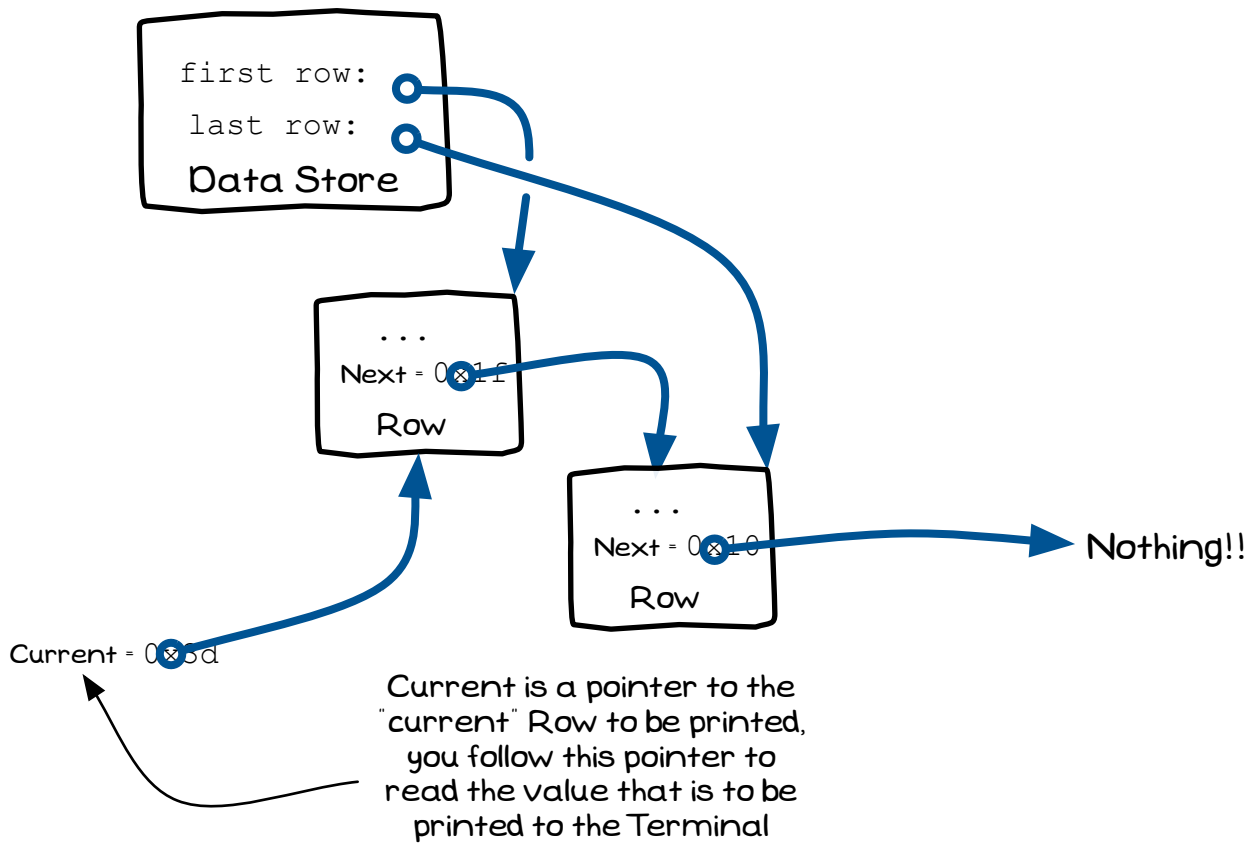 first row:
last row:
Data Store
...
Next = 0x1f
Row
...
Next = 0x10
Row
Nothing!!
Current = 0x3d
Current is a pointer to the
"current" Row to be printed,
you follow this pointer to
read the value that is to be
printed to the Terminal